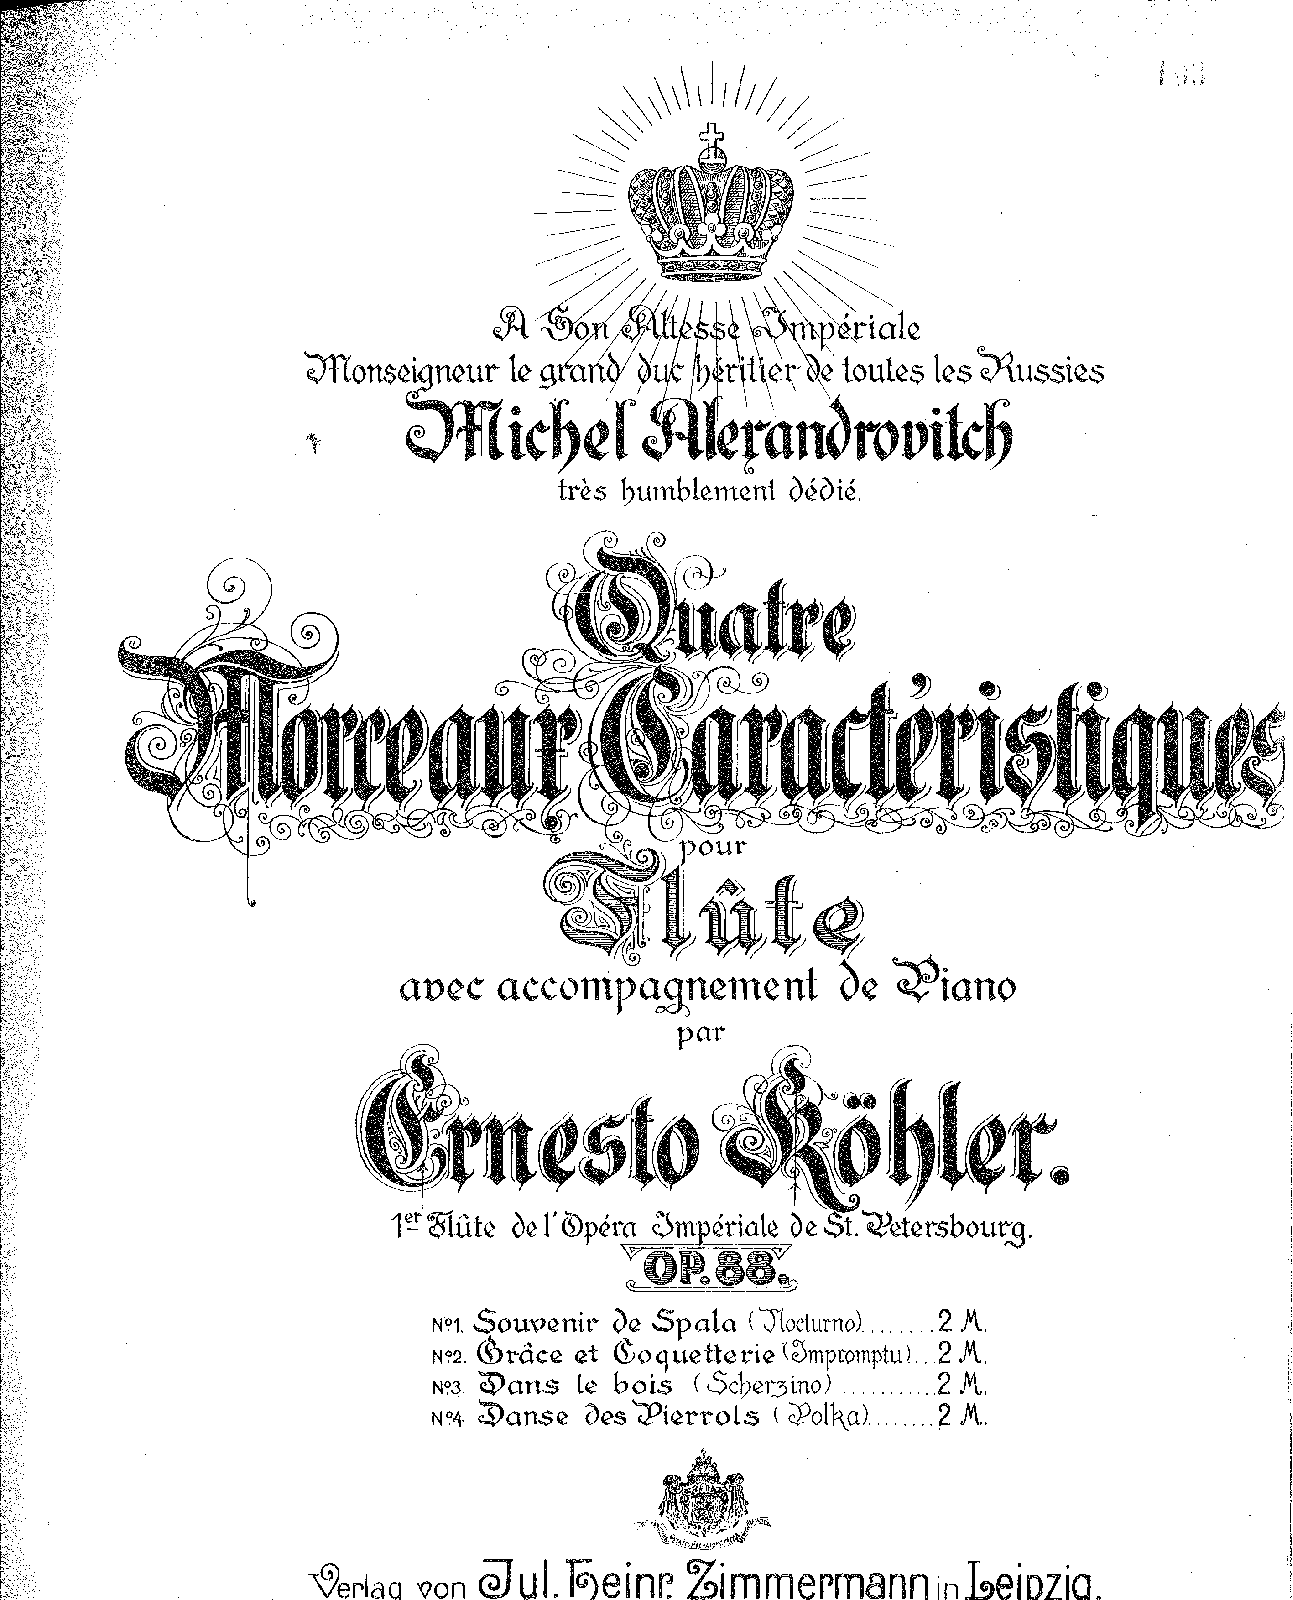 A Son Altesse Impériale
Monseigneur le grand duc héritier de toutes les Russies
Michel Alexandrovitch
très humblement dédié.
Quatre
Morceaux Caractéristiques
pour
Flûte
avec accompagnement de Piano
par
Ernesto Köhler.
1er Flûte de l'Opéra Impériale de St. Petersbourg.
OP. 88.
No1. Souvenir de Spala (Nocturno)........2 M.
No2. Grâce et Coquetterie (Impromptu)...2 M.
No3. Dans le bois (Scherzino)...........2 M.
No4. Danse des Pierrots (Polka)........2 M.
Verlag von Jul. Heinr. Zimmermann in Leipzig.